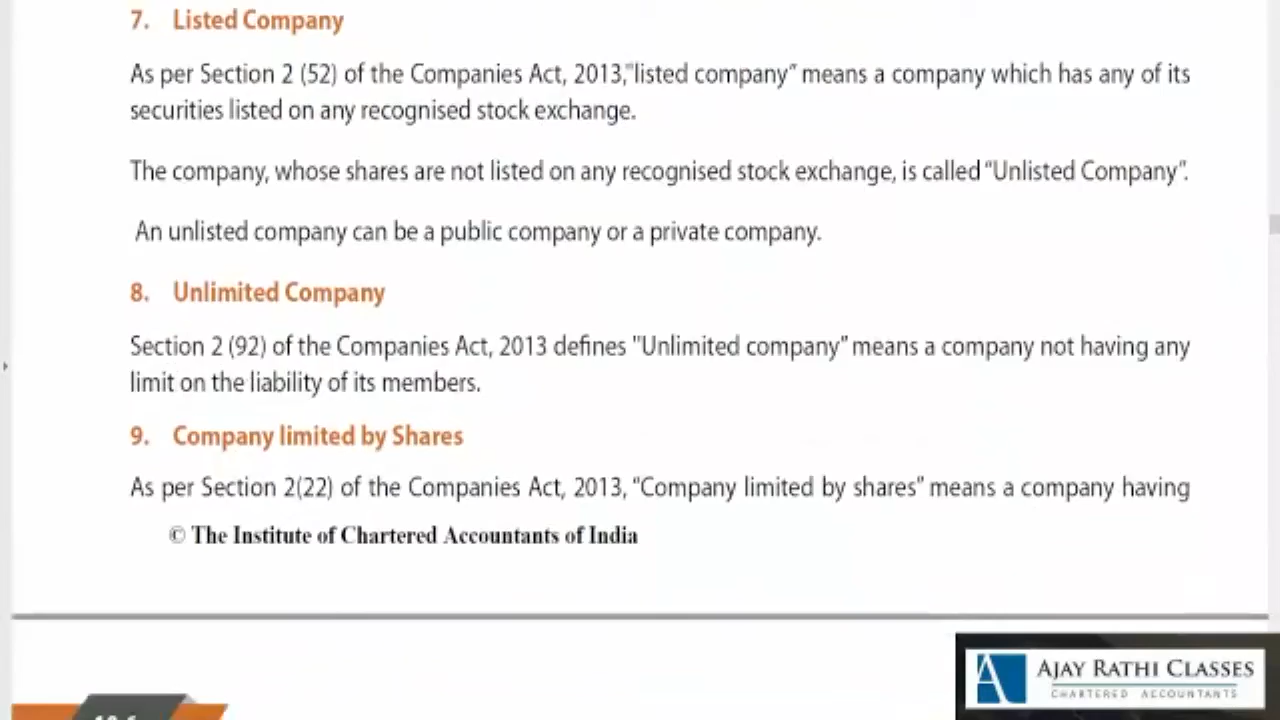 7. Listed Company
As per Section 2 (52) of the Companies Act, 2013,"listed company" means a company which has any of its
securities listed on any recognised stock exchange.
The company, whose shares are not listed on any recognised stock exchange, is called "Unlisted Company".
An unlisted company can be a public company or a private company.
8. Unlimited Company
Section 2 (92) of the Companies Act, 2013 defines "Unlimited company" means a company not having any
limit on the liability of its members.
9. Company limited by Shares
As per Section 2(22) of the Companies Act, 2013, "Company limited by shares" means a company having
© The Institute of Chartered Accountants of India
AJAY RATHI CLASSES
CHARTERED ACCOUNTANTS